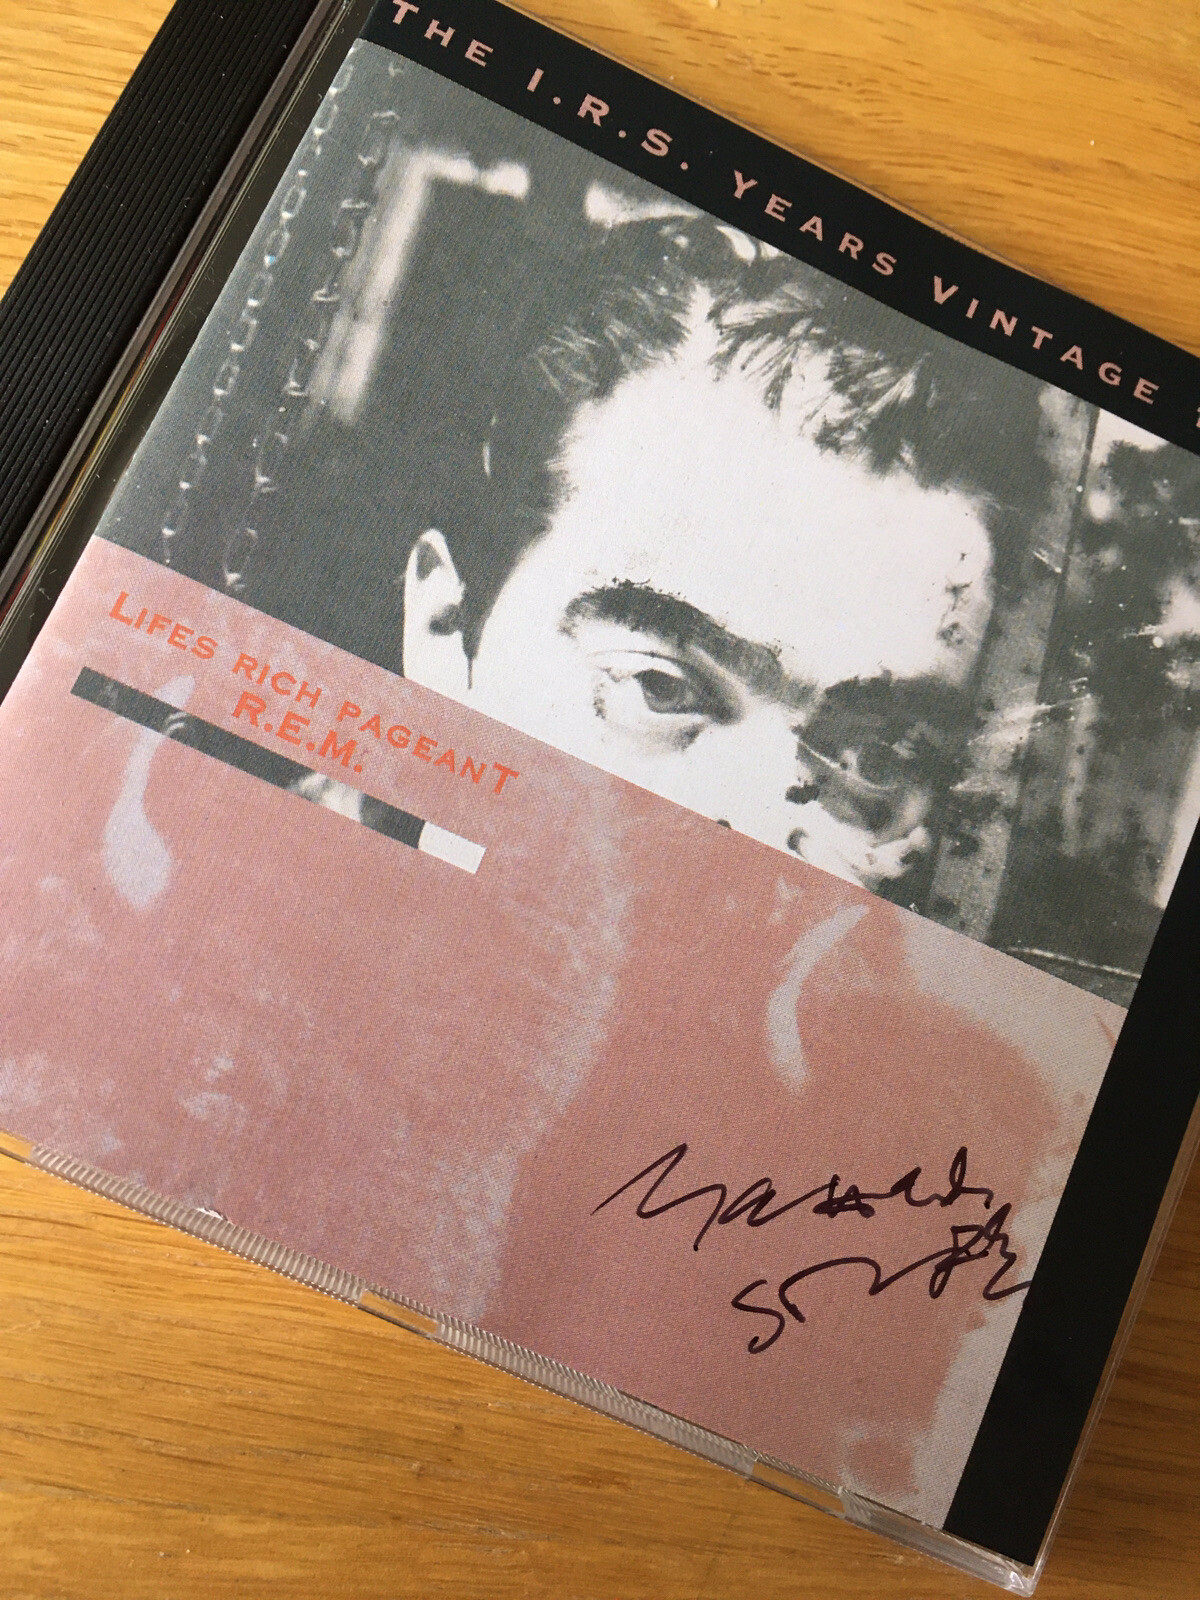 THE I.R.S. YEARS VINTAGE
LIFES RICH PAGEANT
R.E.M.